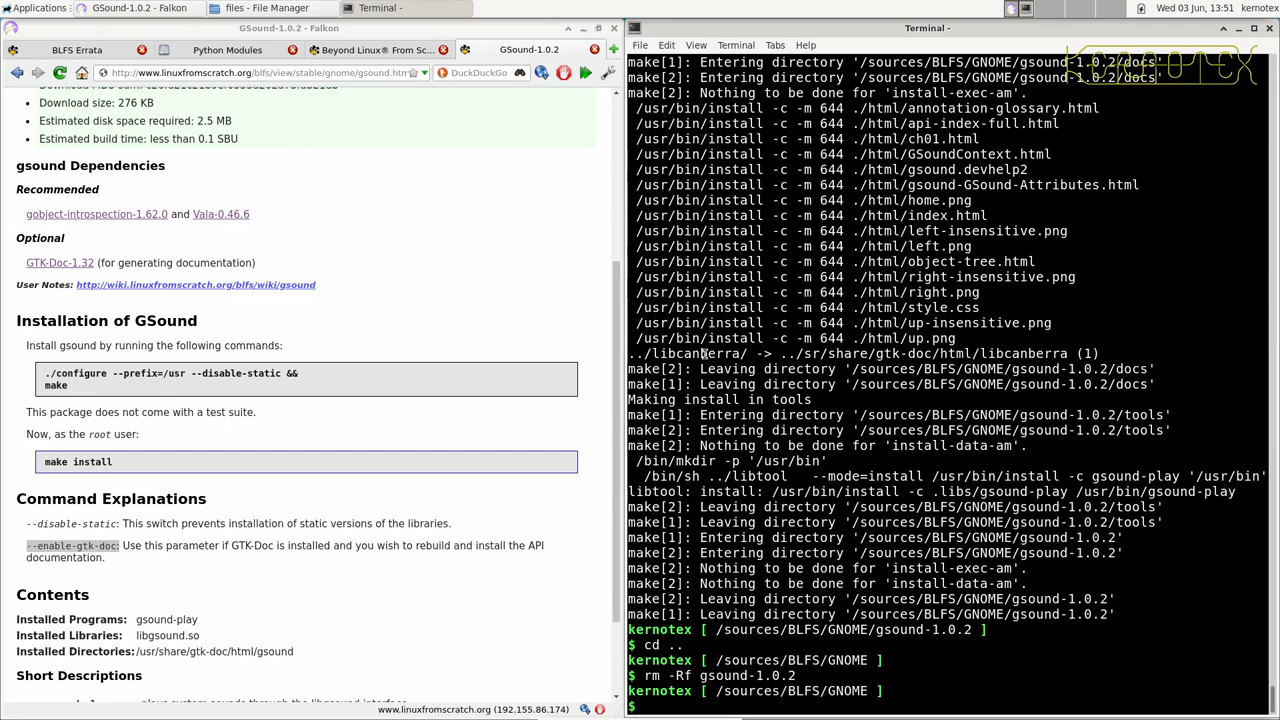 Applications
GSound-1.0.2 - Falkon
files - File Manager
Terminal -
Wed 03 Jun, 13:51
kernotex
GSound-1.0.2 - Falkon
BLFS Errata
Python Modules
Beyond Linux® From Sc...
GSound-1.0.2
http://www.linuxfromscratch.org/blfs/view/stable/gnome/gsound.htm
DuckDuckGo
Download size: 276 KB
Estimated disk space required: 2.5 MB
Estimated build time: less than 0.1 SBU
gsound Dependencies
Recommended
gobject-introspection-1.62.0 and Vala-0.46.6
Optional
GTK-Doc-1.32 (for generating documentation)
User Notes: http://wiki.linuxfromscratch.org/blfs/wiki/gsound
Installation of GSound
Install gsound by running the following commands:
./configure --prefix=/usr --disable-static &&
make
This package does not come with a test suite.
Now, as the root user:
make install
Command Explanations
--disable-static: This switch prevents installation of static versions of the libraries.
--enable-gtk-doc: Use this parameter if GTK-Doc is installed and you wish to rebuild and install the API
documentation.
Contents
Installed Programs: gsound-play
Installed Libraries: libgsound.so
Installed Directories: /usr/share/gtk-doc/html/gsound
Short Descriptions
www.linuxfromscratch.org (192.155.86.174)
Terminal -
File Edit View Terminal Tabs Help
KERNOTEX
make[1]: Entering directory '/sources/BLFS/GNOME/gsound-1.0.2/docs'
make[2]: Entering directory '/sources/BLFS/GNOME/gsound-1.0.2/docs'
make[2]: Nothing to be done for 'install-exec-am'.
/usr/bin/install -c -m 644 ./html/annotation-glossary.html
/usr/bin/install -c -m 644 ./html/api-index-full.html
/usr/bin/install -c -m 644 ./html/ch01.html
/usr/bin/install -c -m 644 ./html/GSoundContext.html
/usr/bin/install -c -m 644 ./html/gsound.devhelp2
/usr/bin/install -c -m 644 ./html/gsound-GSound-Attributes.html
/usr/bin/install -c -m 644 ./html/home.png
/usr/bin/install -c -m 644 ./html/index.html
/usr/bin/install -c -m 644 ./html/left-insensitive.png
/usr/bin/install -c -m 644 ./html/left.png
/usr/bin/install -c -m 644 ./html/object-tree.html
/usr/bin/install -c -m 644 ./html/right-insensitive.png
/usr/bin/install -c -m 644 ./html/right.png
/usr/bin/install -c -m 644 ./html/style.css
/usr/bin/install -c -m 644 ./html/up-insensitive.png
/usr/bin/install -c -m 644 ./html/up.png
../libcanberra/ -> ../sr/share/gtk-doc/html/libcanberra (1)
make[2]: Leaving directory '/sources/BLFS/GNOME/gsound-1.0.2/docs'
make[1]: Leaving directory '/sources/BLFS/GNOME/gsound-1.0.2/docs'
Making install in tools
make[1]: Entering directory '/sources/BLFS/GNOME/gsound-1.0.2/tools'
make[2]: Entering directory '/sources/BLFS/GNOME/gsound-1.0.2/tools'
make[2]: Nothing to be done for 'install-data-am'.
/bin/mkdir -p '/usr/bin'
/bin/sh ../libtool --mode=install /usr/bin/install -c gsound-play '/usr/bin'
libtool: install: /usr/bin/install -c .libs/gsound-play /usr/bin/gsound-play
make[2]: Leaving directory '/sources/BLFS/GNOME/gsound-1.0.2/tools'
make[1]: Leaving directory '/sources/BLFS/GNOME/gsound-1.0.2/tools'
make[1]: Entering directory '/sources/BLFS/GNOME/gsound-1.0.2'
make[2]: Entering directory '/sources/BLFS/GNOME/gsound-1.0.2'
make[2]: Nothing to be done for 'install-exec-am'.
make[2]: Nothing to be done for 'install-data-am'.
make[2]: Leaving directory '/sources/BLFS/GNOME/gsound-1.0.2'
make[1]: Leaving directory '/sources/BLFS/GNOME/gsound-1.0.2'
kernotex [ /sources/BLFS/GNOME/gsound-1.0.2 ]
$ cd ..
kernotex [ /sources/BLFS/GNOME ]
$ rm -Rf gsound-1.0.2
kernotex [ /sources/BLFS/GNOME ]
$